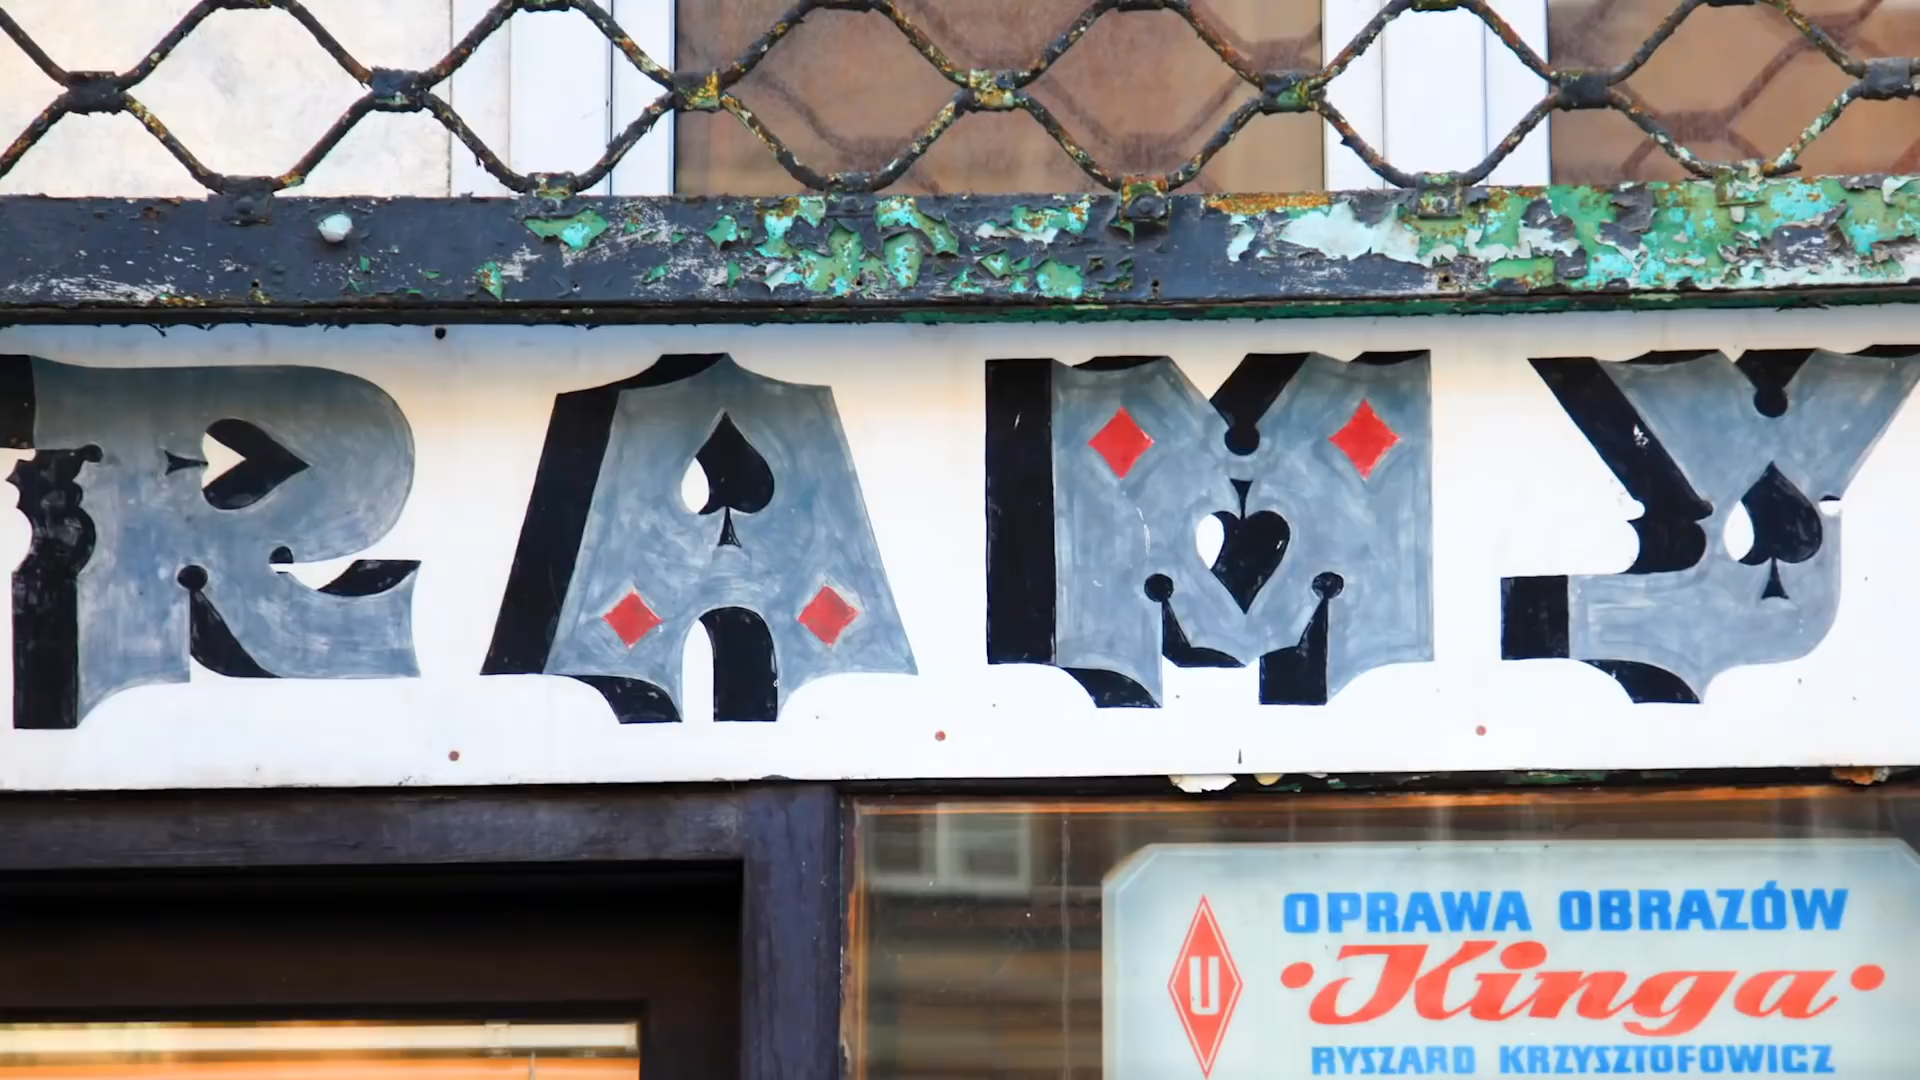 RAMY
OPRAWA OBRAZÓW
U
• Kinga •
RYSZARD KRZYSZTOFOWICZ